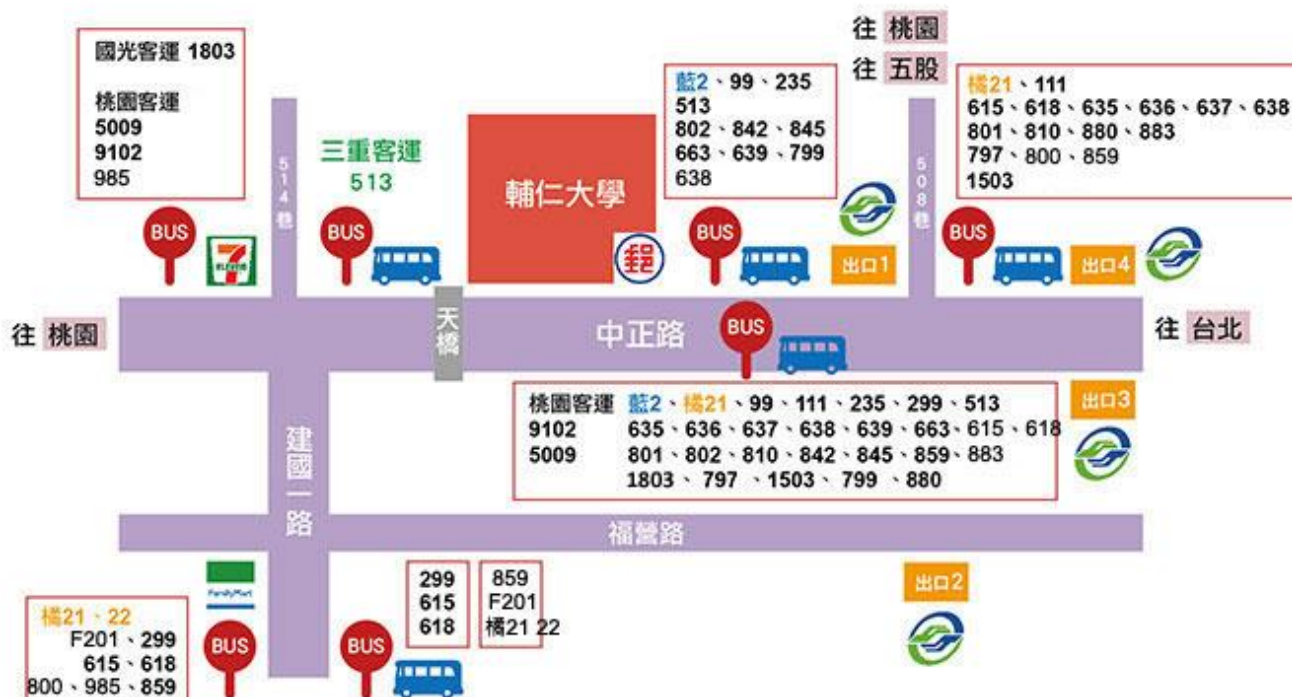 國光客運 1803
桃園客運
5009
9102
985
往 桃園
往 五股
藍2、99、235
513
802、842、845
663、639、799
638
橘21、111
615、618、635、636、637、638
801、810、880、883
797、800、859
1503
514巷
三重客運
513
輔仁大學
郵
508巷
BUS
7
ELEVEN
BUS
BUS
出口1
BUS
出口4
往 桃園
天橋
中正路
BUS
往 台北
桃園客運 藍2、橘21、99、111、235、299、513
9102 635、636、637、638、639、663、615、618
5009 801、802、810、842、845、859、883
1803、797、1503、799、880
出口3
建國一路
福營路
FamilyMart
299
615
618
859
F201
橘21 22
出口2
橘21、22
F201、299
615、618
800、985、859
BUS
BUS